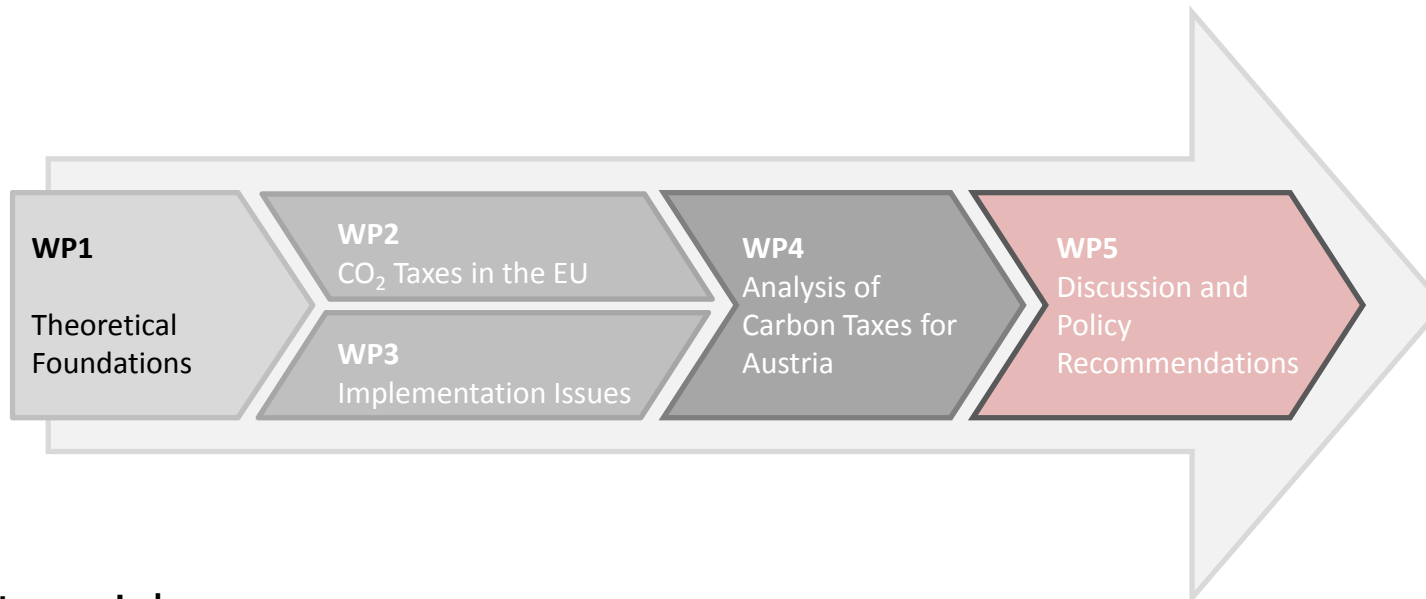 WP1
Theoretical
Foundations
WP2
CO₂ Taxes in the EU
WP3
Implementation Issues
WP4
Analysis of
Carbon Taxes for
Austria
WP5
Discussion and
Policy
Recommendations